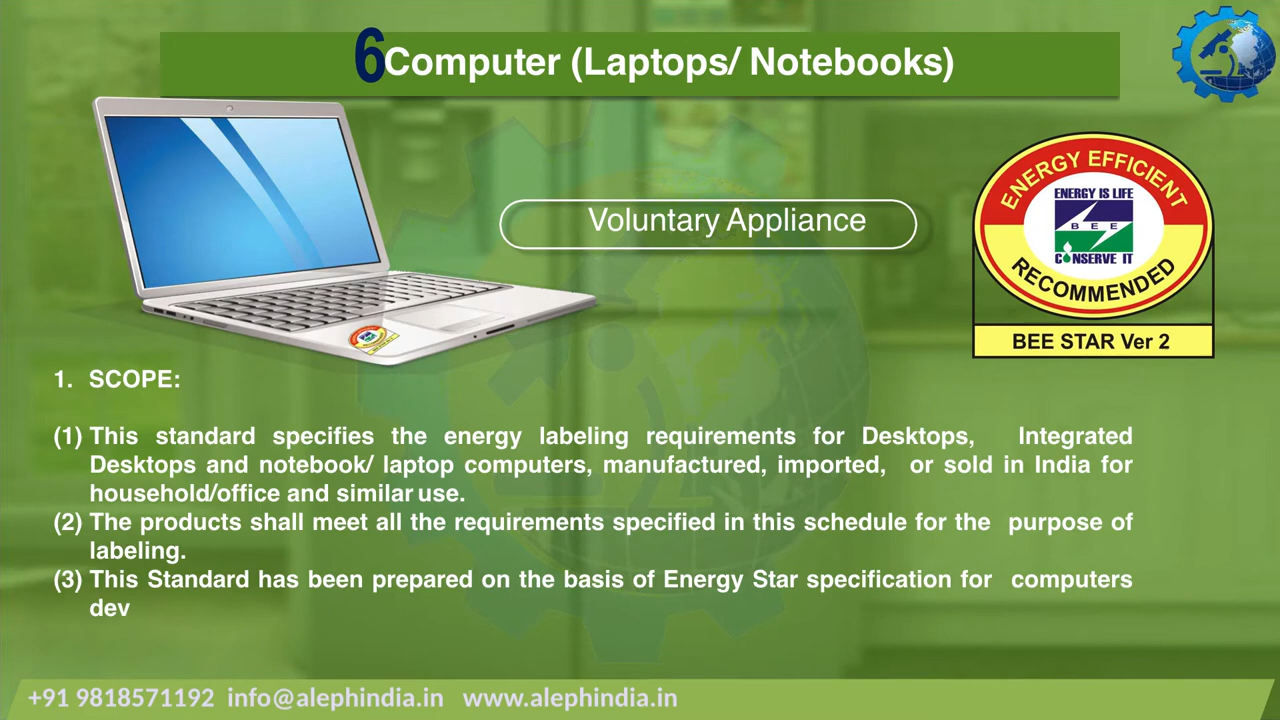 6Computer (Laptops/ Notebooks)
Voluntary Appliance
ENERGY EFFICIENT
ENERGY IS LIFE
BEE
CONSERVE IT
RECOMMENDED
BEE STAR Ver 2
1. SCOPE:
(1) This standard specifies the energy labeling requirements for Desktops, Integrated
Desktops and notebook/ laptop computers, manufactured, imported, or sold in India for
household/office and similar use.
(2) The products shall meet all the requirements specified in this schedule for the purpose of
labeling.
(3) This Standard has been prepared on the basis of Energy Star specification for computers
dev
+91 9818571192 info@alephindia.in www.alephindia.in